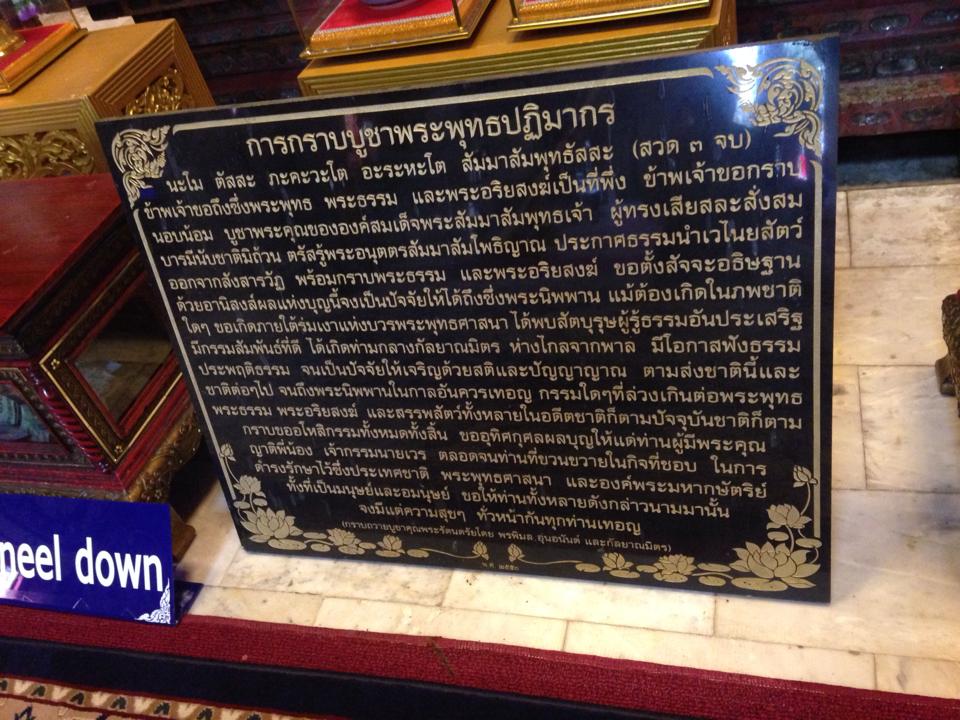 การกราบบูชาพระพุทธปฏิมากร
นะโม ตัสสะ ภะคะวะโต อะระหะโต สัมมาสัมพุทธัสสะ (สวด ๓ จบ)
ข้าพเจ้าขอถึงซึ่งพระพุทธ พระธรรม และพระอริยสงฆ์เป็นที่พึ่ง ข้าพเจ้าขอกราบ
นอบน้อม บูชาพระคุณขององค์สมเด็จพระสัมมาสัมพุทธเจ้า ผู้ทรงเสียสละสั่งสม
บารมีนับชาติมิถ้วน ตรัสรู้พระอนุตตรสัมมาสัมโพธิญาณ ประกาศธรรมนำเวไนยสัตว์
ออกจากสังสารวัฏ พร้อมกราบพระธรรม และพระอริยสงฆ์ ขอตั้งสัจจะอธิษฐาน
ด้วยอานิสงส์ผลแห่งบุญนี้จงเป็นปัจจัยให้ได้ถึงซึ่งพระนิพพาน แม้ต้องเกิดในภพชาติ
ใดๆ ขอเกิดภายใต้ร่มเงาแห่งบวรพระพุทธศาสนา ได้พบสัตบุรุษผู้รู้ธรรมอันประเสริฐ
มีกรรมสัมพันธ์ที่ดี ได้เกิดท่ามกลางกัลยาณมิตร ห่างไกลจากพาล มีโอกาสฟังธรรม
ประพฤติธรรม จนเป็นปัจจัยให้เจริญด้วยสติและปัญญาญาณ ตามส่งชาตินี้และ
ชาติต่อๆไป จนถึงพระนิพพานในกาลอันควรเทอญ กรรมใดๆที่ล่วงเกินต่อพระพุทธ
พระธรรม พระอริยสงฆ์ และสรรพสัตว์ทั้งหลายในอดีตชาติก็ตามปัจจุบันชาติก็ตาม
กราบขออโหสิกรรมทั้งหมดทั้งสิ้น ขออุทิศกุศลผลบุญให้แด่ท่านผู้มีพระคุณ
ญาติพี่น้อง เจ้ากรรมนายเวร ตลอดจนท่านที่ขวนขวายในกิจที่ชอบ ในการ
ดำรงรักษาไว้ซึ่งประเทศชาติ พระพุทธศาสนา และองค์พระมหากษัตริย์
ทั้งที่เป็นมนุษย์และอมนุษย์ ขอให้ท่านทั้งหลายดังกล่าวนามมานั้น
จงมีแต่ความสุขๆ ทั่วหน้ากันทุกท่านเทอญ
(กราบถวายบูชาคุณพระรัตนตรัยโดย พรพิมล อุ่นอนันต์ และกัลยาณมิตร)
พ.ศ. ๒๕๕๓
neel down